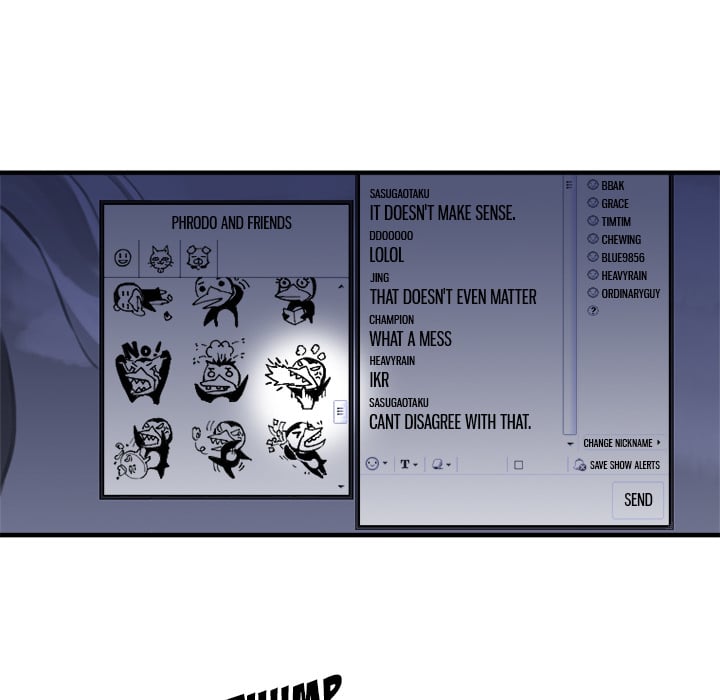 PHRODO AND FRIENDS
No!
SASUGAOTAKU
IT DOESN'T MAKE SENSE.
DDOOOOO
LOLOL
JING
THAT DOESN'T EVEN MATTER
CHAMPION
WHAT A MESS
HEAVYRAIN
IKR
SASUGAOTAKU
CANT DISAGREE WITH THAT.
BBAK
GRACE
TIMTIM
CHEWING
BLUE9856
HEAVYRAIN
ORDINARYGUY
?
CHANGE NICKNAME
T
SAVE SHOW ALERTS
SEND